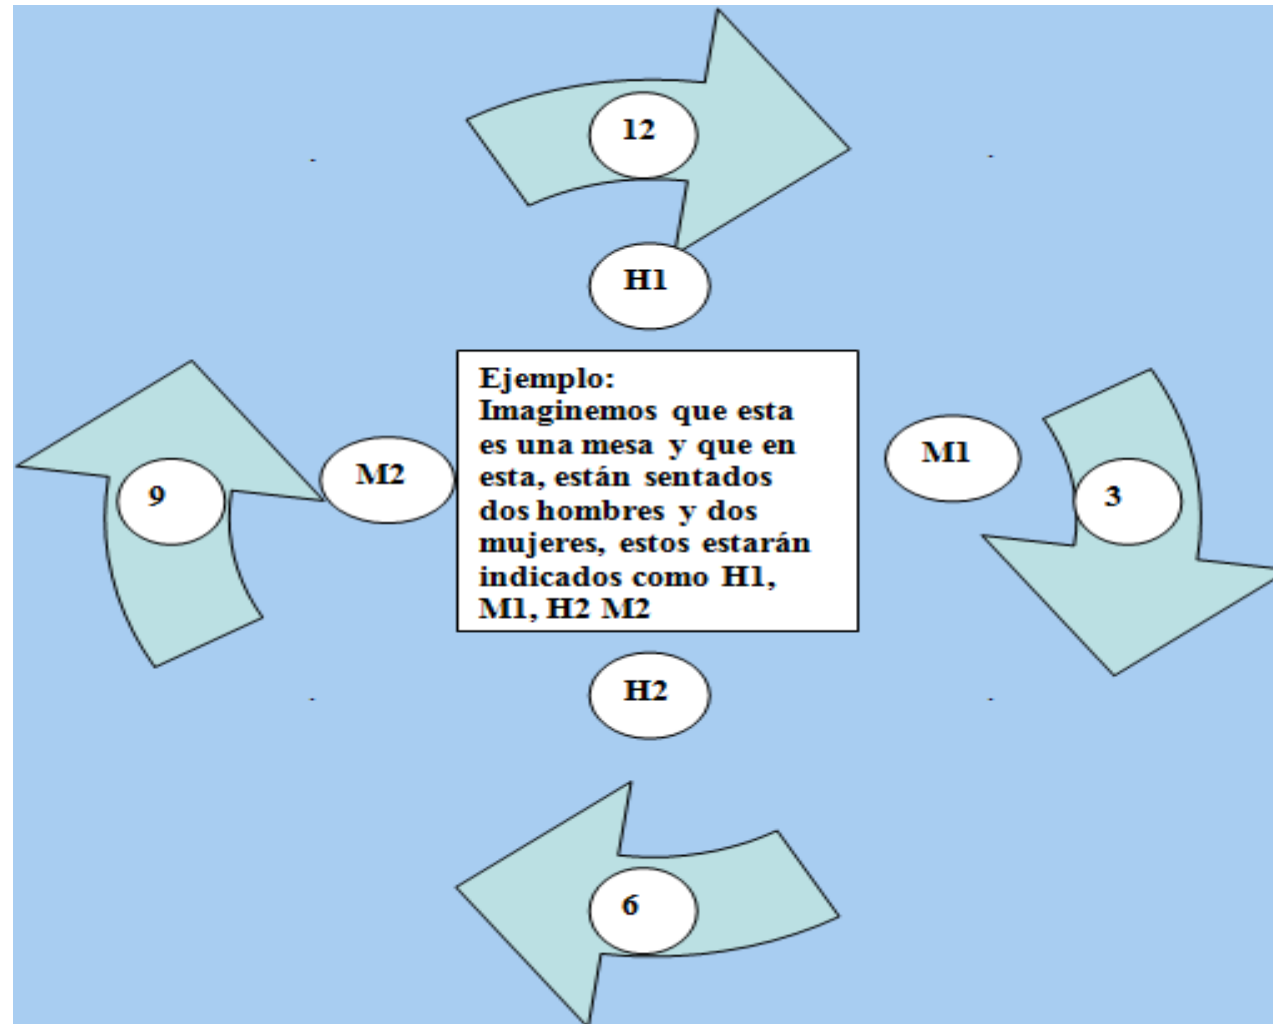 12
H1
Ejemplo:
Imaginemos que esta
es una mesa y que en
esta, están sentados
dos hombres y dos
mujeres, estos estarán
indicados como H1,
M1, H2 M2
M1
3
M2
9
H2
6